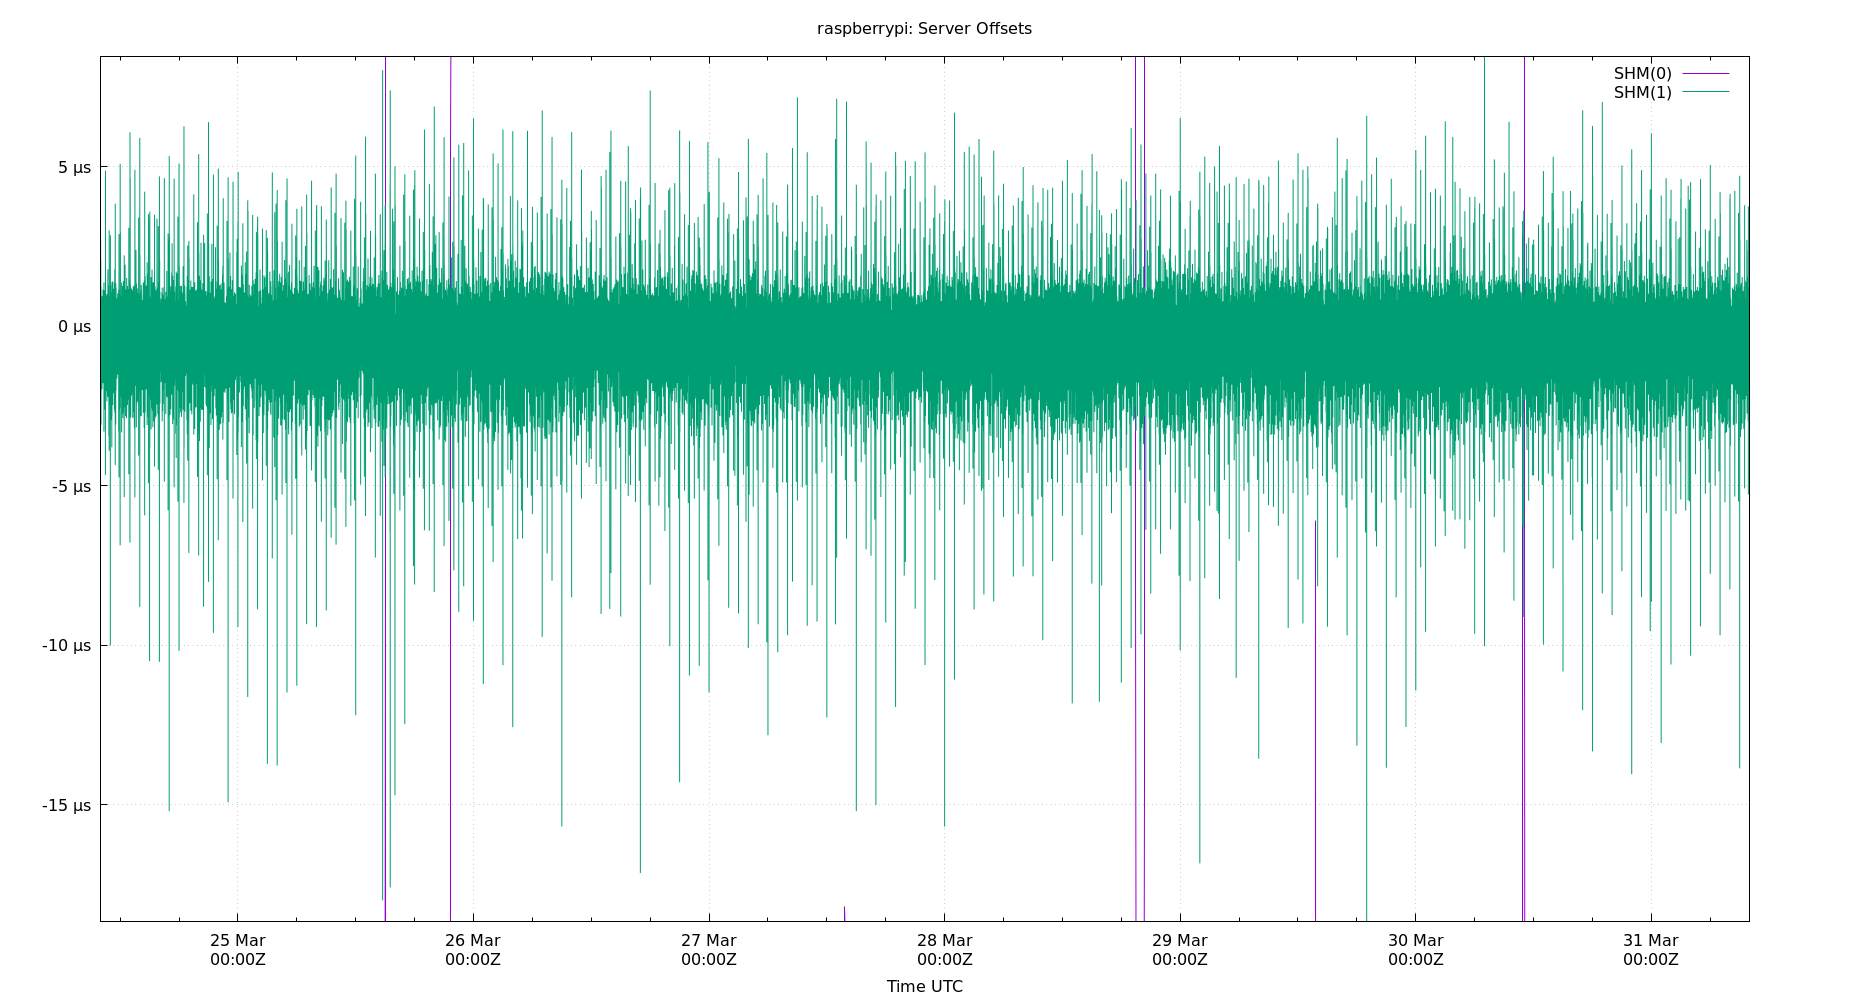 raspberrypi: Server Offsets
SHM(0)
SHM(1)
5 µs
0 µs
-5 µs
-10 µs
-15 µs
25 Mar
00:00Z
26 Mar
00:00Z
27 Mar
00:00Z
28 Mar
00:00Z
29 Mar
00:00Z
30 Mar
00:00Z
31 Mar
00:00Z
Time UTC